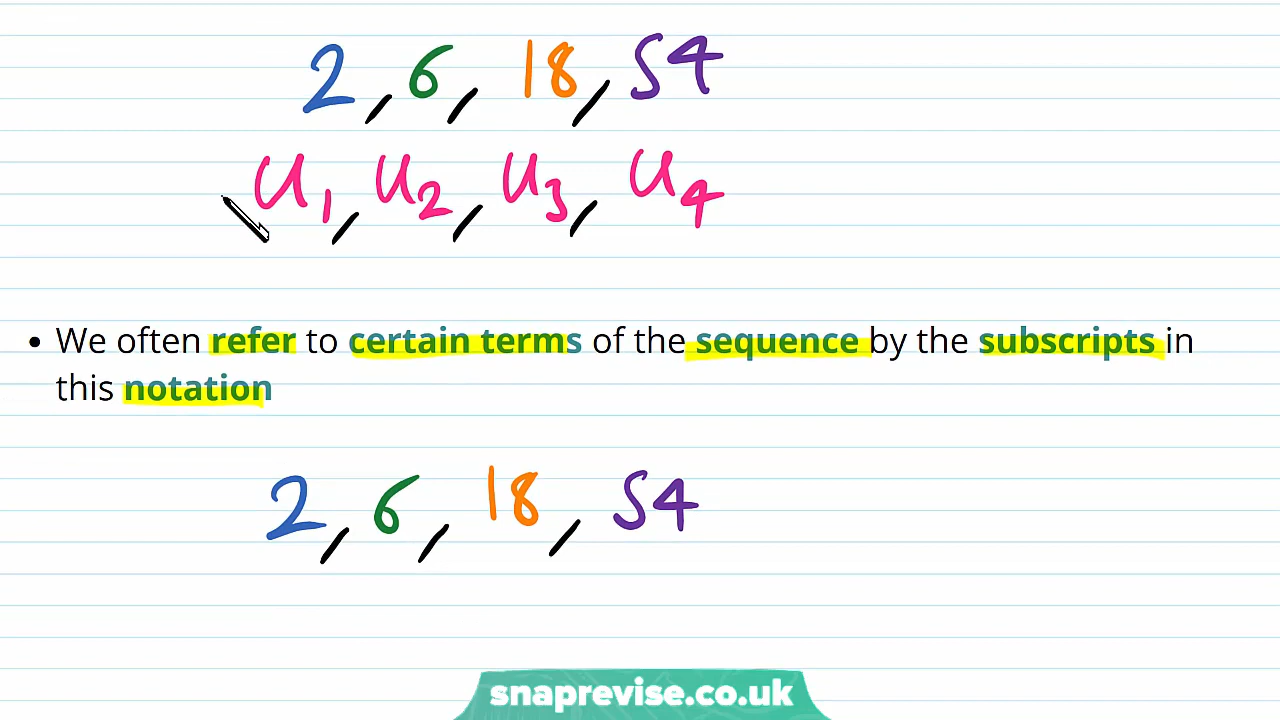 2, 6, 18, 54
U1, U2, U3, U4
• We often refer to certain terms of the sequence by the subscripts in
this notation
2, 6, 18, 54
snaprevise.co.uk